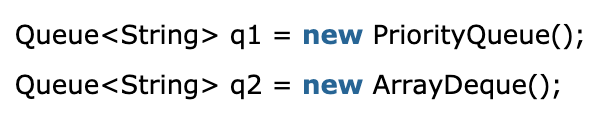 Queue<String> q1 = new PriorityQueue();
Queue<String> q2 = new ArrayDeque();